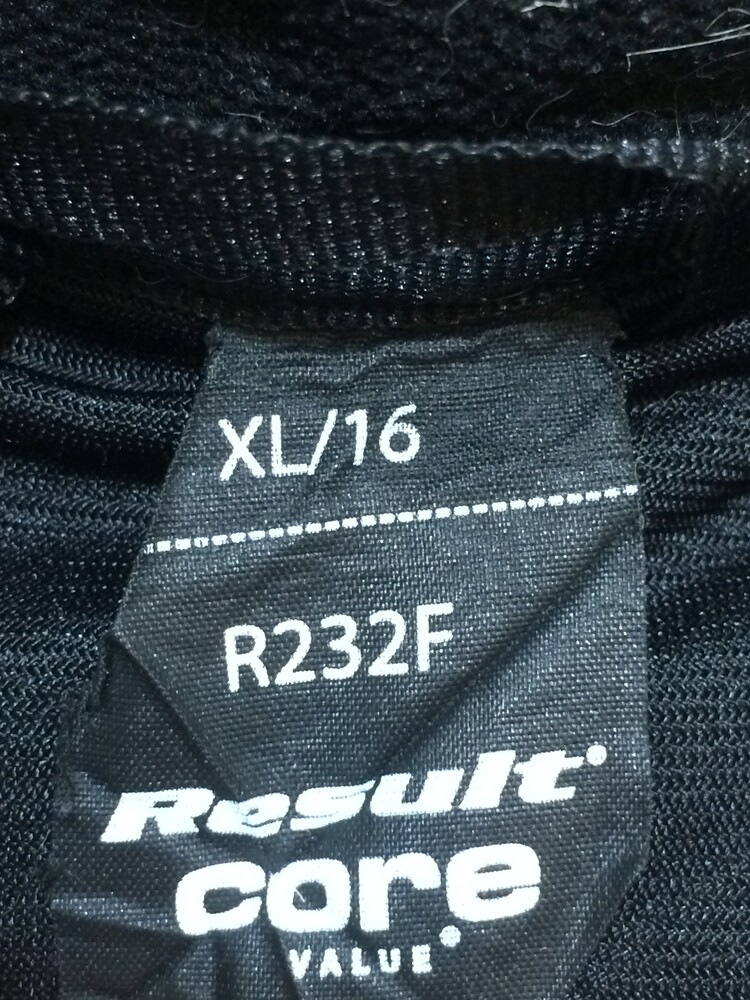 XL/16
R232F
Result®
core
VALUE®